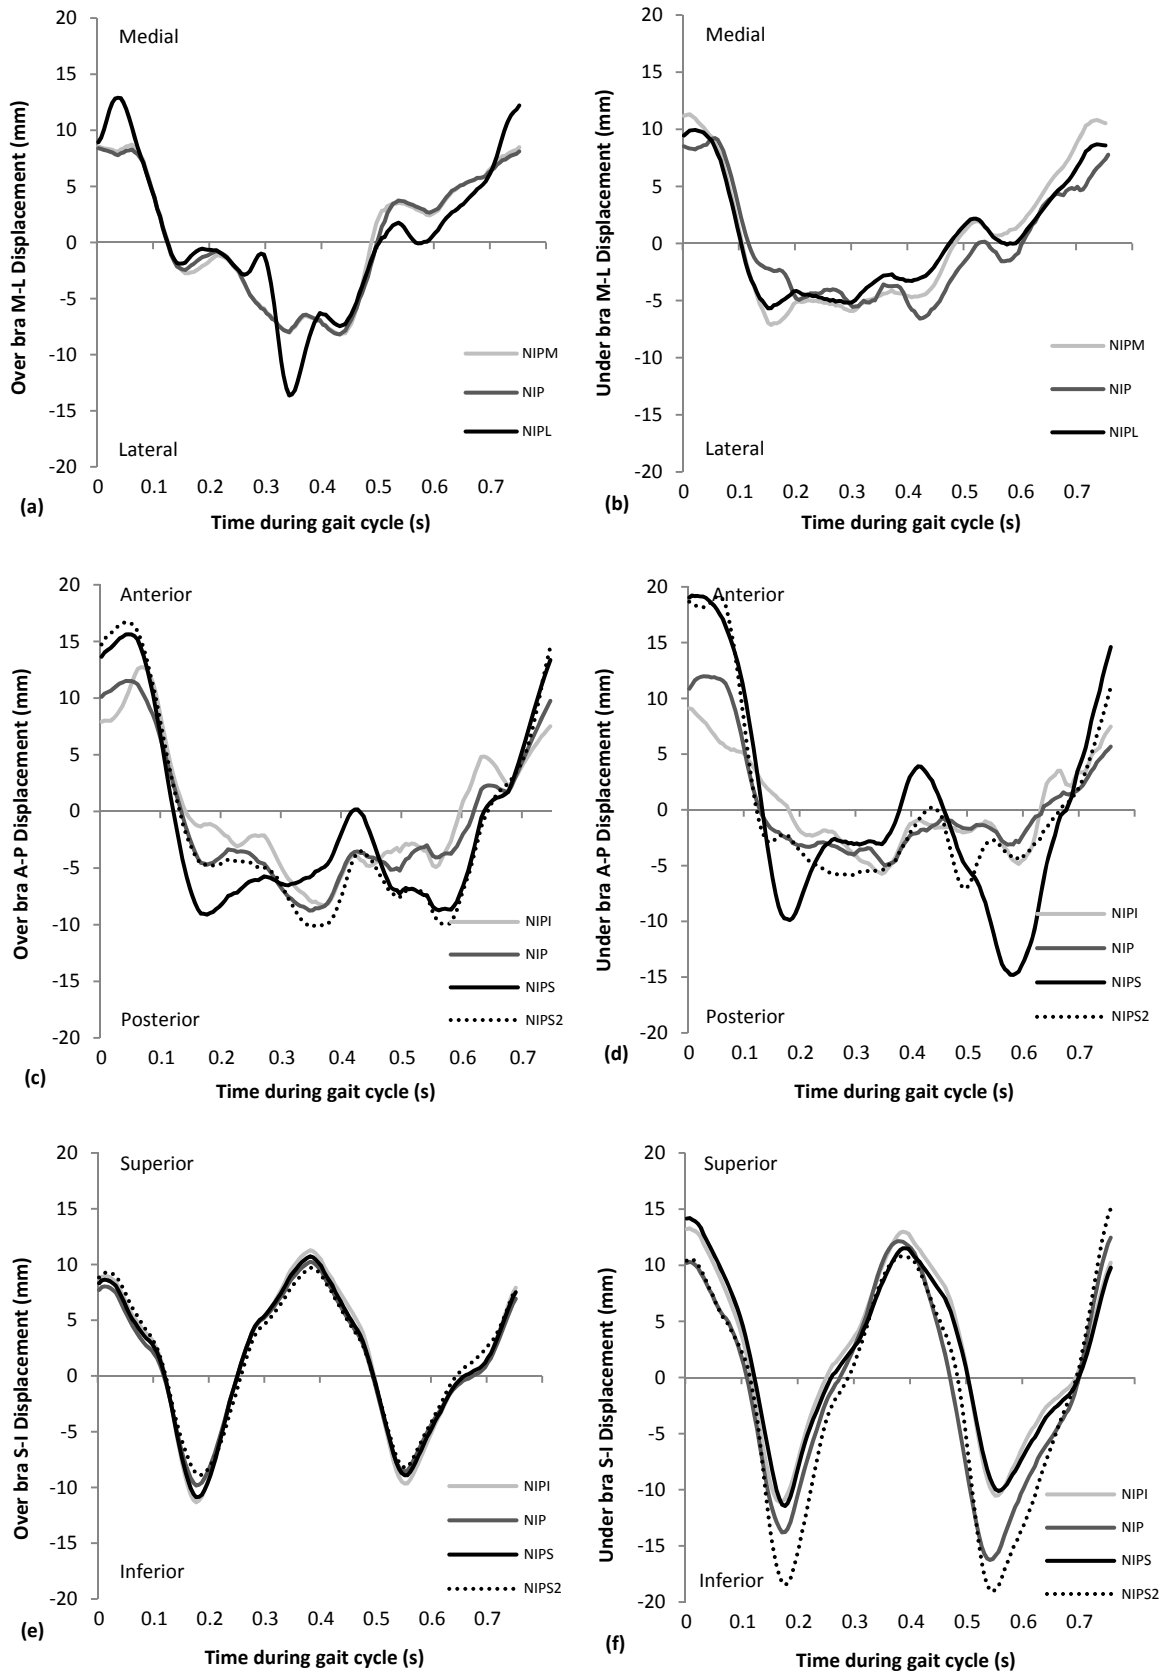 Over bra M-L Displacement (mm)
20
15
10
5
0
-5
-10
-15
-20
Medial
Lateral
NIPM
NIP
NIPL
0 0.1 0.2 0.3 0.4 0.5 0.6 0.7
(a)
Time during gait cycle (s)
Under bra M-L Displacement (mm)
20
15
10
5
0
-5
-10
-15
-20
Medial
Lateral
NIPM
NIP
NIPL
0 0.1 0.2 0.3 0.4 0.5 0.6 0.7
(b)
Time during gait cycle (s)
Over bra A-P Displacement (mm)
20
15
10
5
0
-5
-10
-15
-20
Anterior
Posterior
NIPI
NIP
NIPS
NIPS2
0 0.1 0.2 0.3 0.4 0.5 0.6 0.7
(c)
Time during gait cycle (s)
Under bra A-P Displacement (mm)
20
15
10
5
0
-5
-10
-15
-20
Anterior
Posterior
NIPI
NIP
NIPS
NIPS2
0 0.1 0.2 0.3 0.4 0.5 0.6 0.7
(d)
Time during gait cycle (s)
Over bra S-I Displacement (mm)
20
15
10
5
0
-5
-10
-15
-20
Superior
Inferior
NIPI
NIP
NIPS
NIPS2
0 0.1 0.2 0.3 0.4 0.5 0.6 0.7
(e)
Time during gait cycle (s)
Under bra S-I Displacement (mm)
20
15
10
5
0
-5
-10
-15
-20
Superior
Inferior
NIPI
NIP
NIPS
NIPS2
0 0.1 0.2 0.3 0.4 0.5 0.6 0.7
(f)
Time during gait cycle (s)